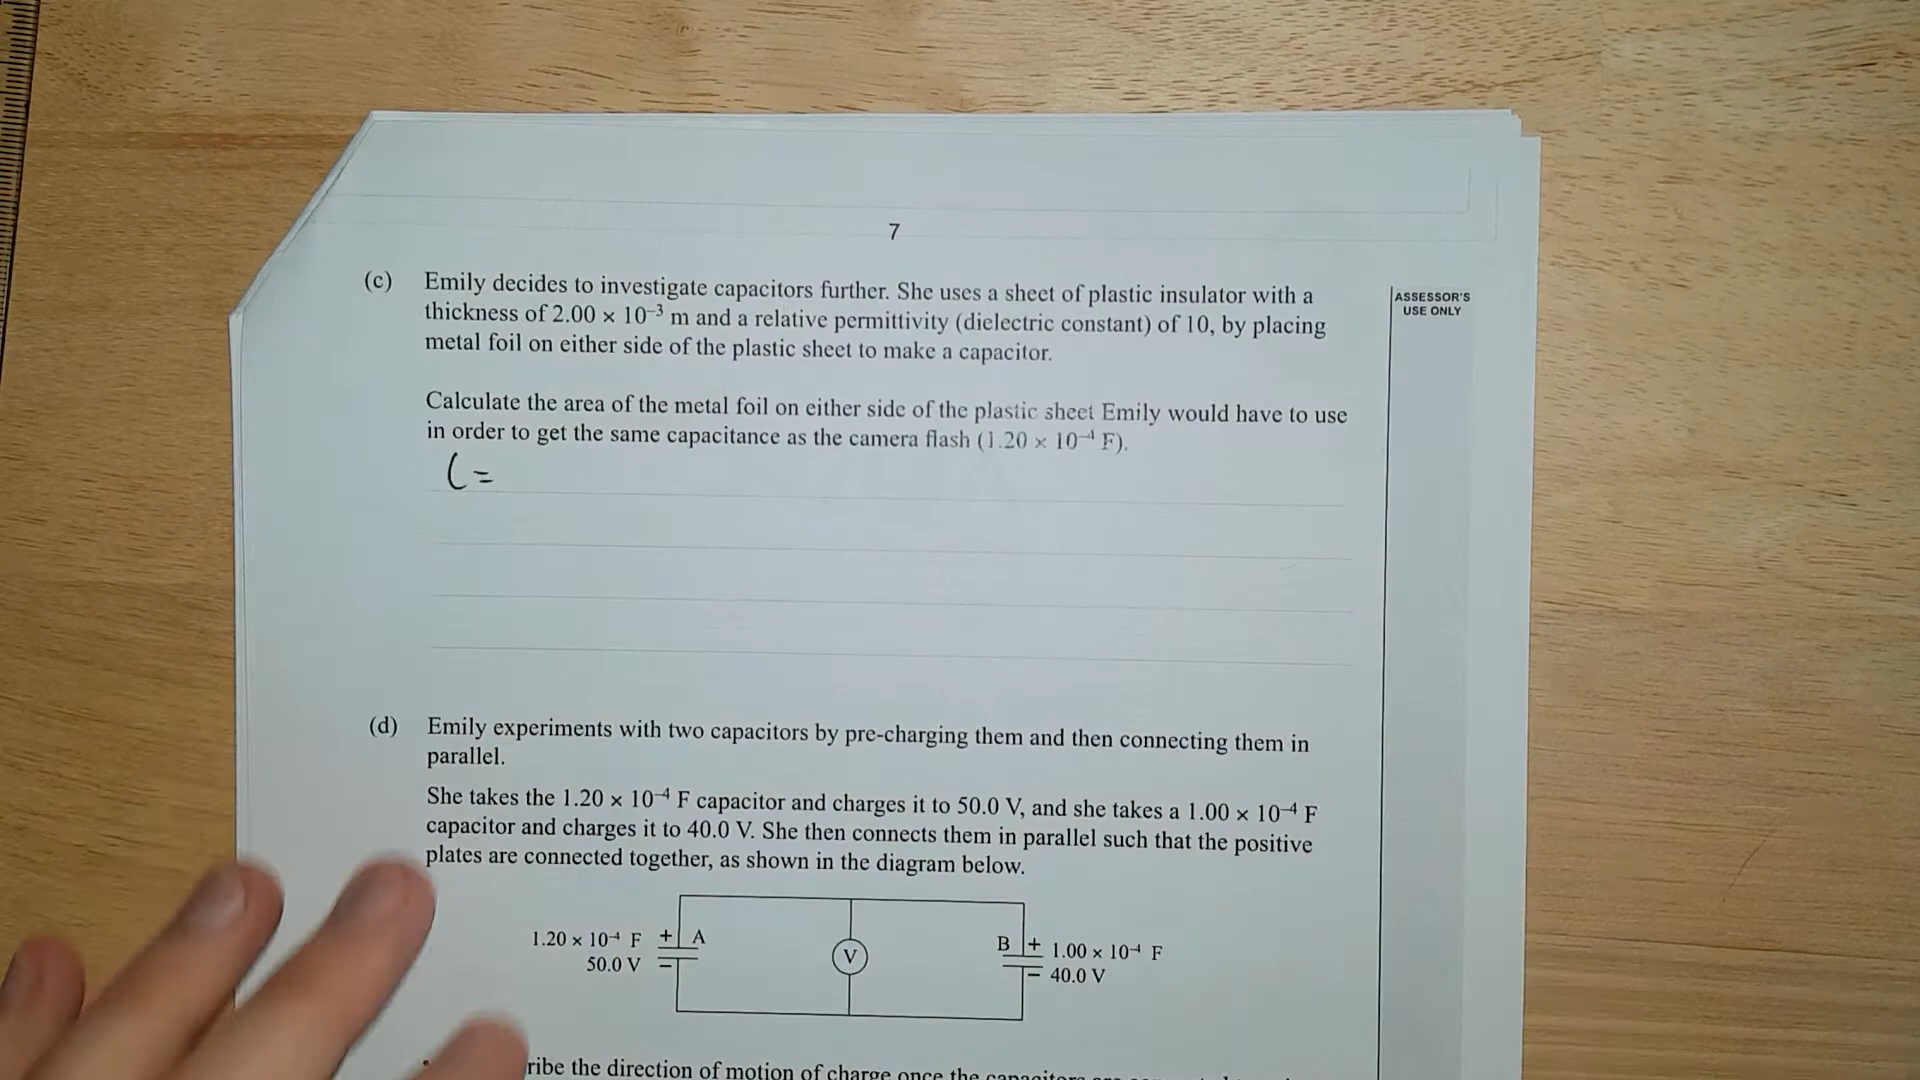 7
(c) Emily decides to investigate capacitors further. She uses a sheet of plastic insulator with a
thickness of 2.00 × 10⁻³ m and a relative permittivity (dielectric constant) of 10, by placing
metal foil on either side of the plastic sheet to make a capacitor.
ASSESSOR'S
USE ONLY
Calculate the area of the metal foil on either side of the plastic sheet Emily would have to use
in order to get the same capacitance as the camera flash (1.20 × 10⁻⁴ F).
C =
(d) Emily experiments with two capacitors by pre-charging them and then connecting them in
parallel.
She takes the 1.20 × 10⁻⁴ F capacitor and charges it to 50.0 V, and she takes a 1.00 × 10⁻⁴ F
capacitor and charges it to 40.0 V. She then connects them in parallel such that the positive
plates are connected together, as shown in the diagram below.
1.20 × 10⁻⁴ F + A
50.0 V −
V
B + 1.00 × 10⁻⁴ F
− 40.0 V
the direction of motion of charge once the